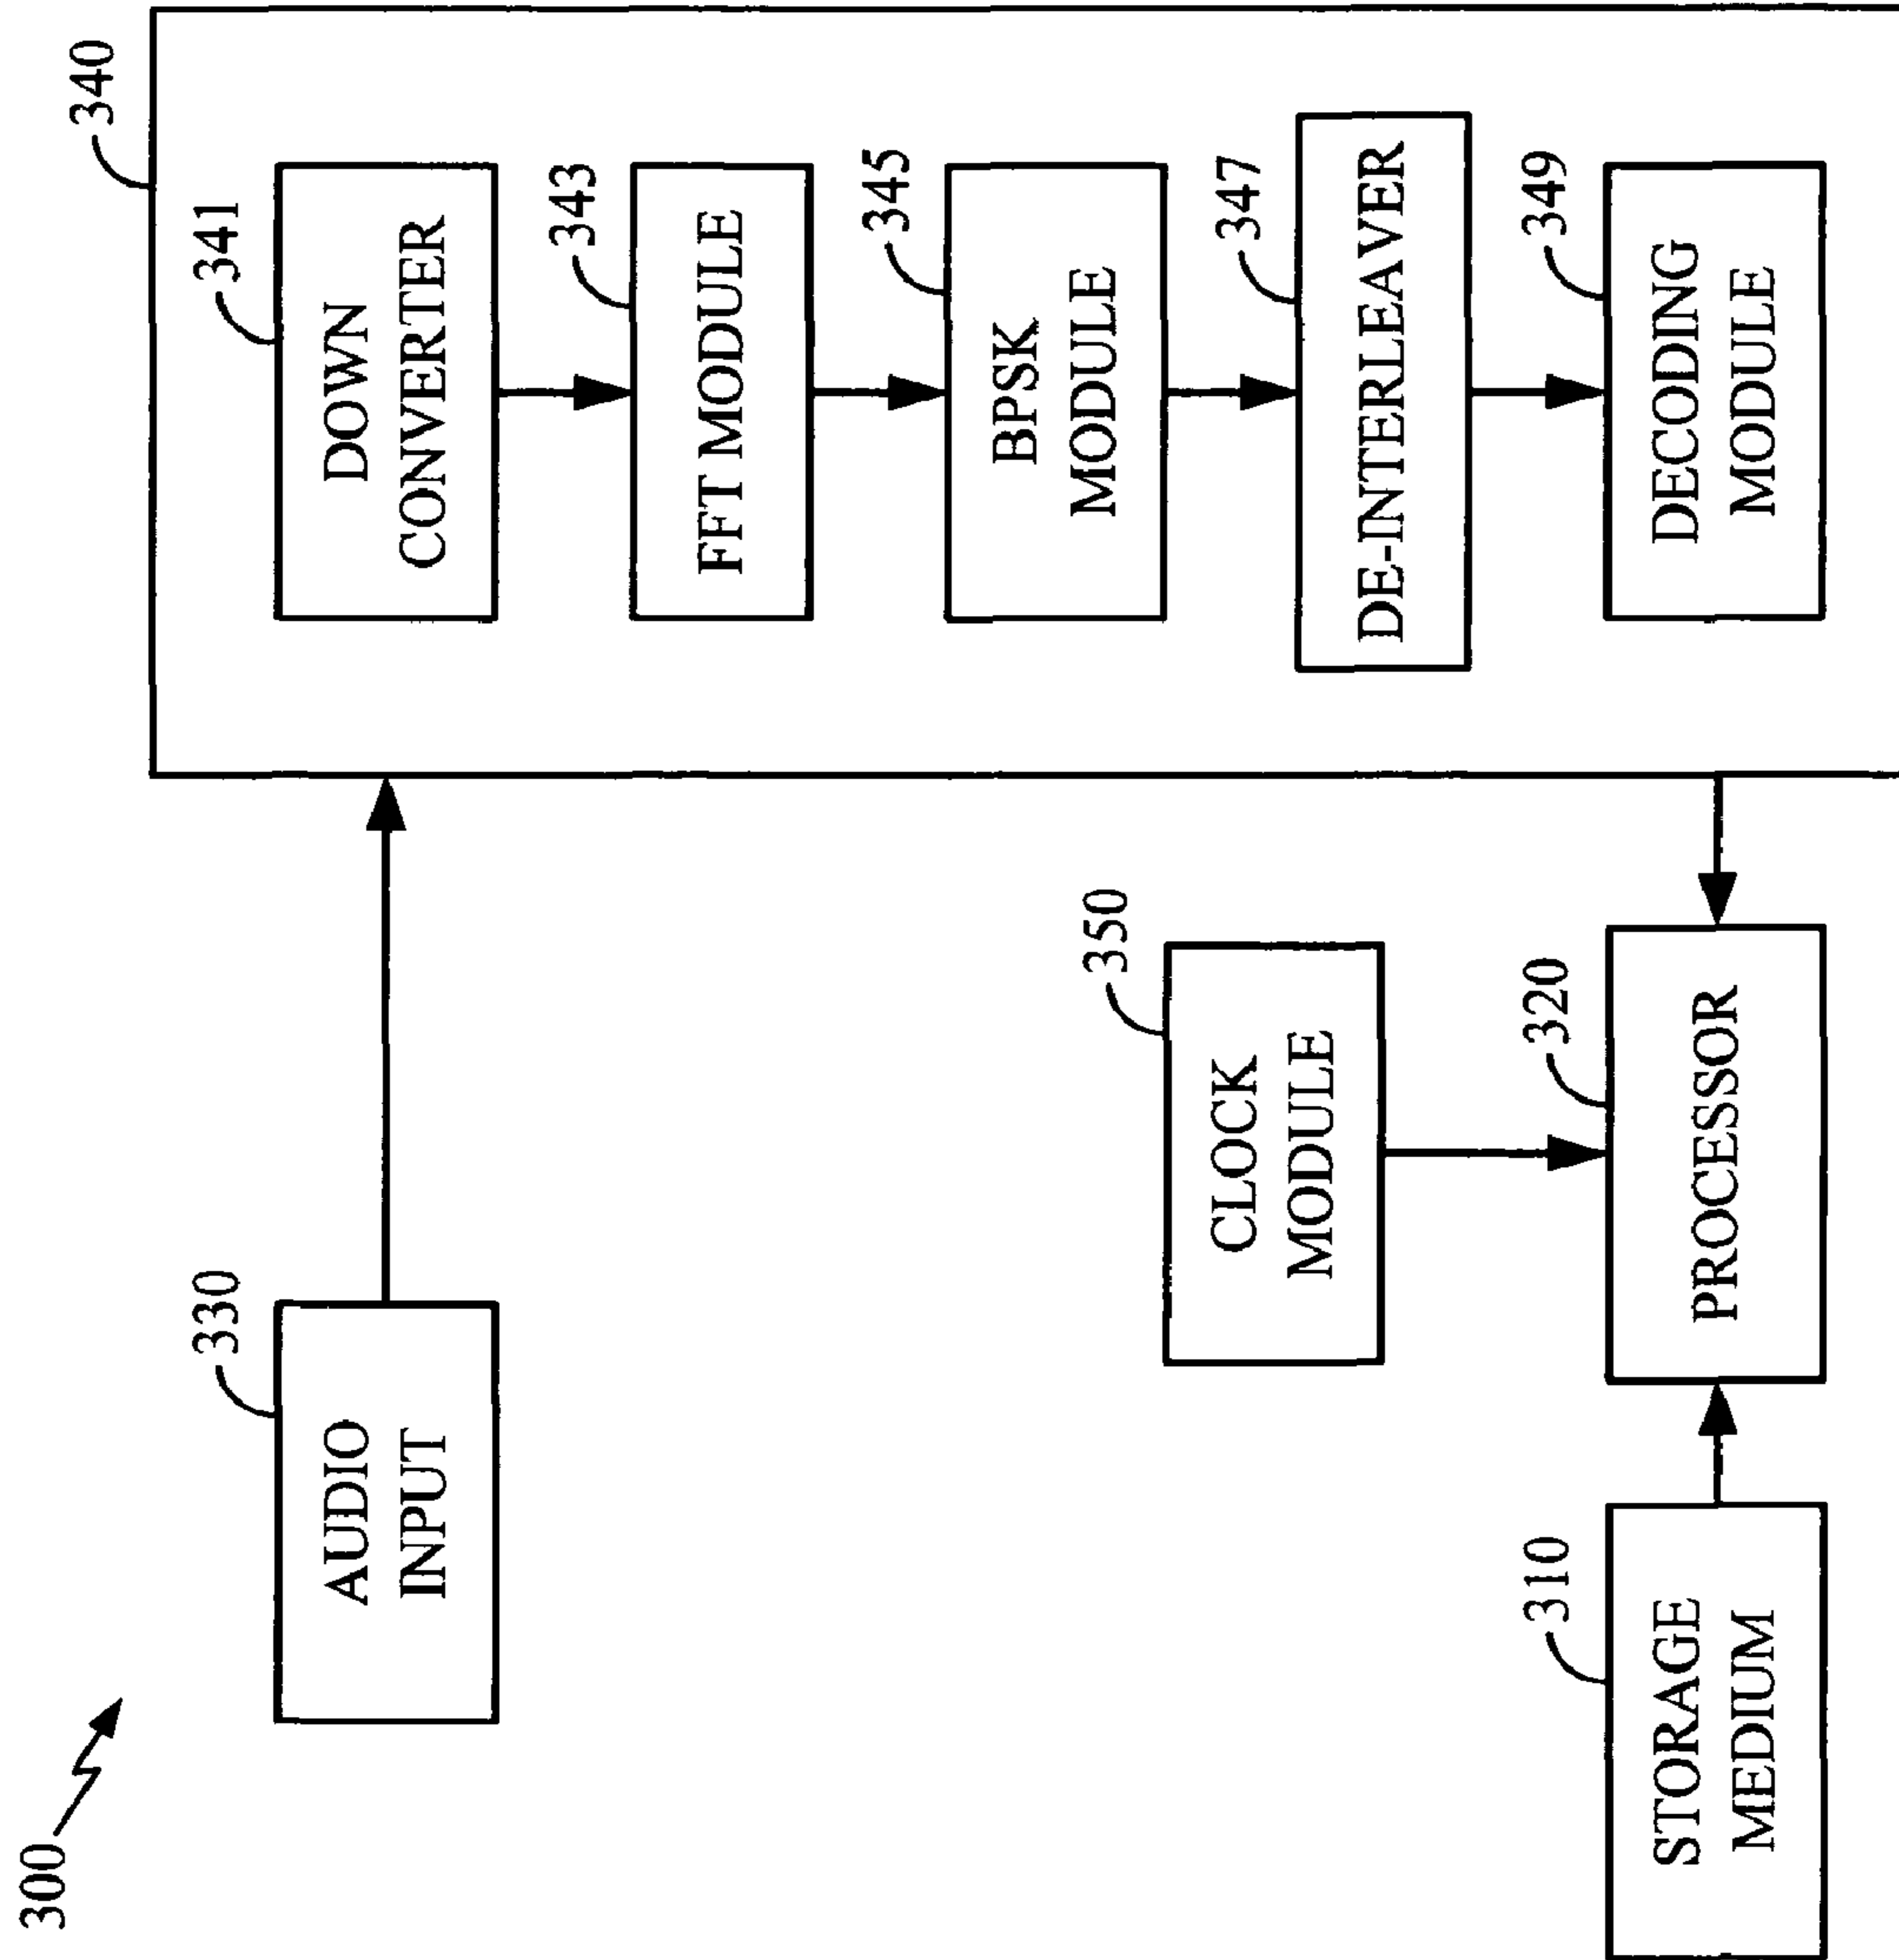 300
330
AUDIO
INPUT
340
341
DOWN
CONVERTER
343
FFT MODULE
345
BPSK
MODULE
347
DE-INTERLEAVER
349
DECODING
MODULE
350
CLOCK
MODULE
310
STORAGE
MEDIUM
320
PROCESSOR